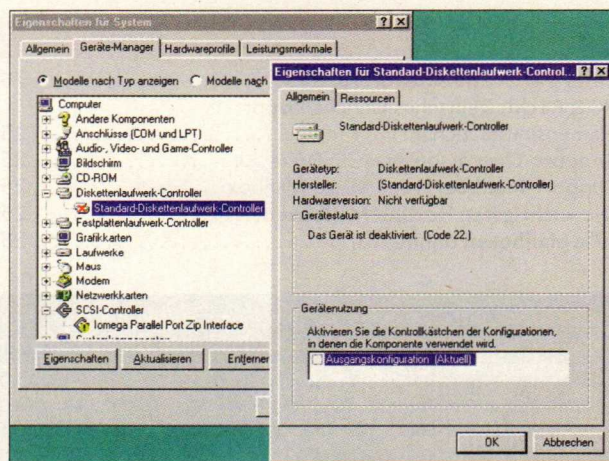 Eigenschaften für System
Allgemein
Geräte-Manager
Hardwareprofile
Leistungsmerkmale
Modelle nach Typ anzeigen
Modelle nach
Computer
Andere Komponenten
Anschlüsse (COM und LPT)
Audio-, Video- und Game-Controller
Bildschirm
CD-ROM
Diskettenlaufwerk-Controller
Standard-Diskettenlaufwerk-Controller
Festplattenlaufwerk-Controller
Grafikkarten
Laufwerke
Maus
Modem
Netzwerkkarten
SCSI-Controller
Iomega Parallel Port Zip Interface
Eigenschaften
Aktualisieren
Entferner
Eigenschaften für Standard-Diskettenlaufwerk-Control...
Allgemein
Ressourcen
Standard-Diskettenlaufwerk-Controller
Gerätetyp: Diskettenlaufwerk-Controller
Hersteller: (Standard-Diskettenlaufwerk-Controller)
Hardwareversion: Nicht verfügbar
Gerätestatus
Das Gerät ist deaktiviert. (Code 22.)
Gerätenutzung
Aktivieren Sie die Kontrollkästchen der Konfigurationen,
in denen die Komponente verwendet wird.
Ausgangskonfiguration (Aktuell)
OK
Abbrechen